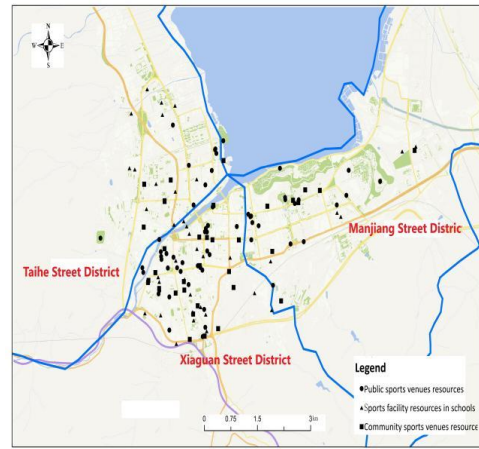 N
W E
S
Manjiang Street Distric
Taihe Street District
Xiaguan Street District
Legend
Public sports venues resources
Sports facility resources in schools
Community sports venues resource
0 0.75 1.5 3